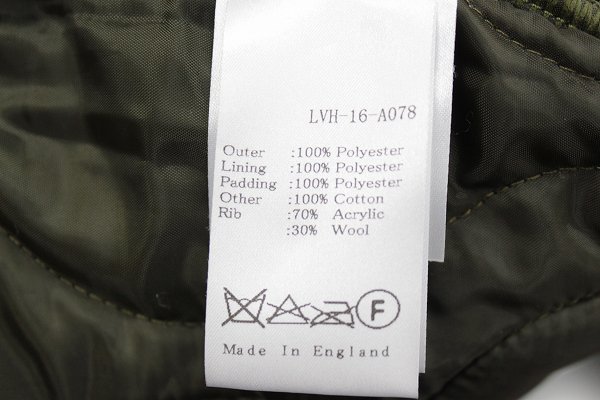 LVH-16-A078
Outer :100% Polyester
Lining :100% Polyester
Padding :100% Polyester
Other :100% Cotton
Rib :70% Acrylic
:30% Wool
F
Made In England